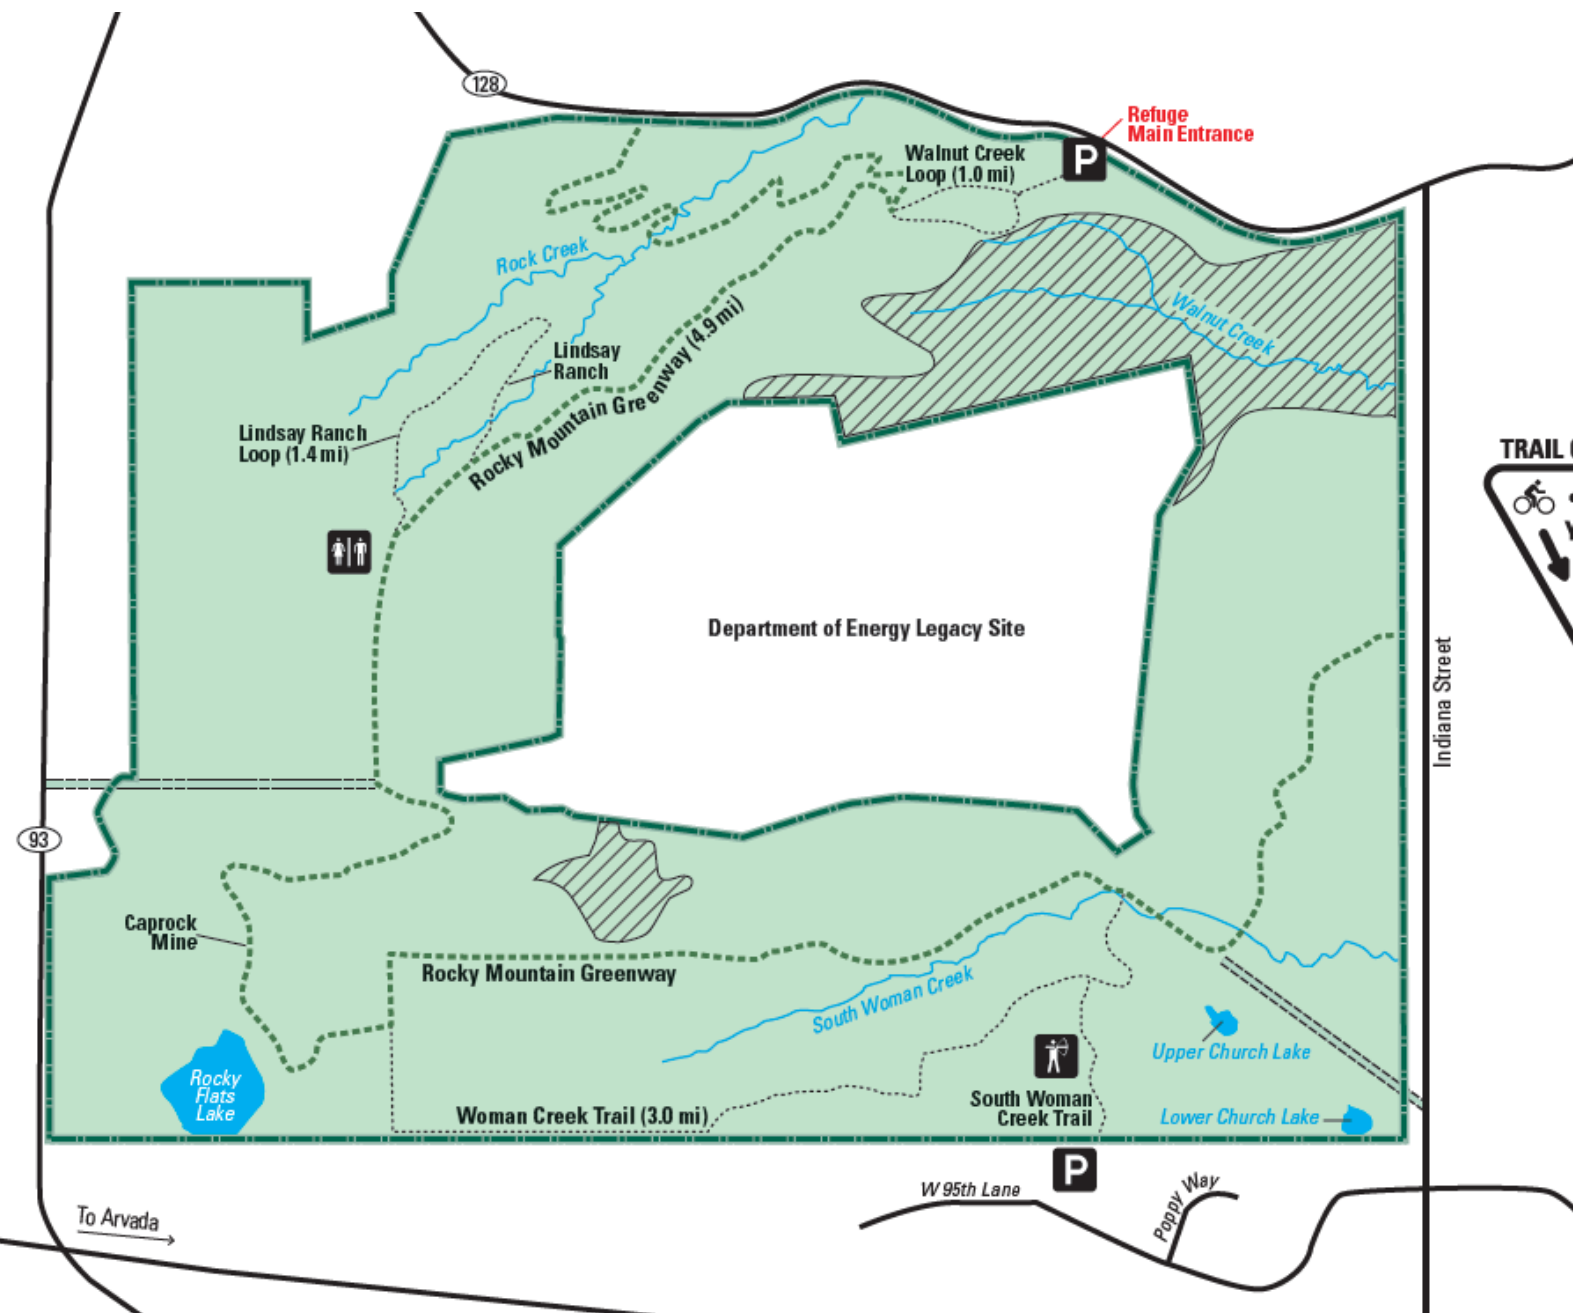 128
Refuge
Main Entrance
P
Walnut Creek
Loop (1.0 mi)
Rock Creek
Walnut Creek
Lindsay
Ranch
Rocky Mountain Greenway (4.9 mi)
Lindsay Ranch
Loop (1.4 mi)
TRAIL
Department of Energy Legacy Site
Indiana Street
93
Caprock
Mine
Rocky Mountain Greenway
South Woman Creek
Upper Church Lake
Rocky
Flats
Lake
Woman Creek Trail (3.0 mi)
South Woman
Creek Trail
Lower Church Lake
P
W 95th Lane
Poppy Way
To Arvada